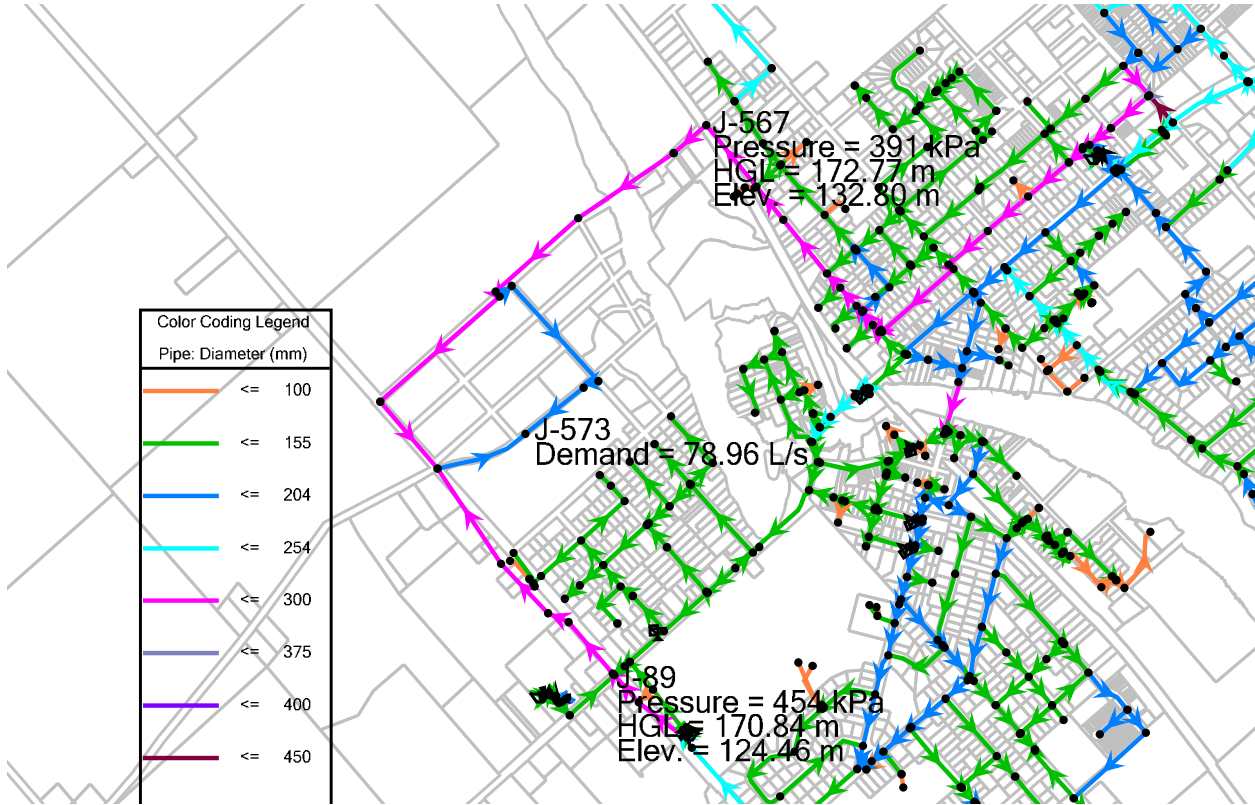 J-567
Pressure = 391 kPa
HGL = 172.77 m
Elev. = 132.80 m
Color Coding Legend
Pipe: Diameter (mm)
<= 100
<= 155
<= 204
<= 254
<= 300
<= 375
<= 400
<= 450
J-573
Demand = 78.96 L/s
J-89
Pressure = 454 kPa
HGL = 170.84 m
Elev. = 124.46 m